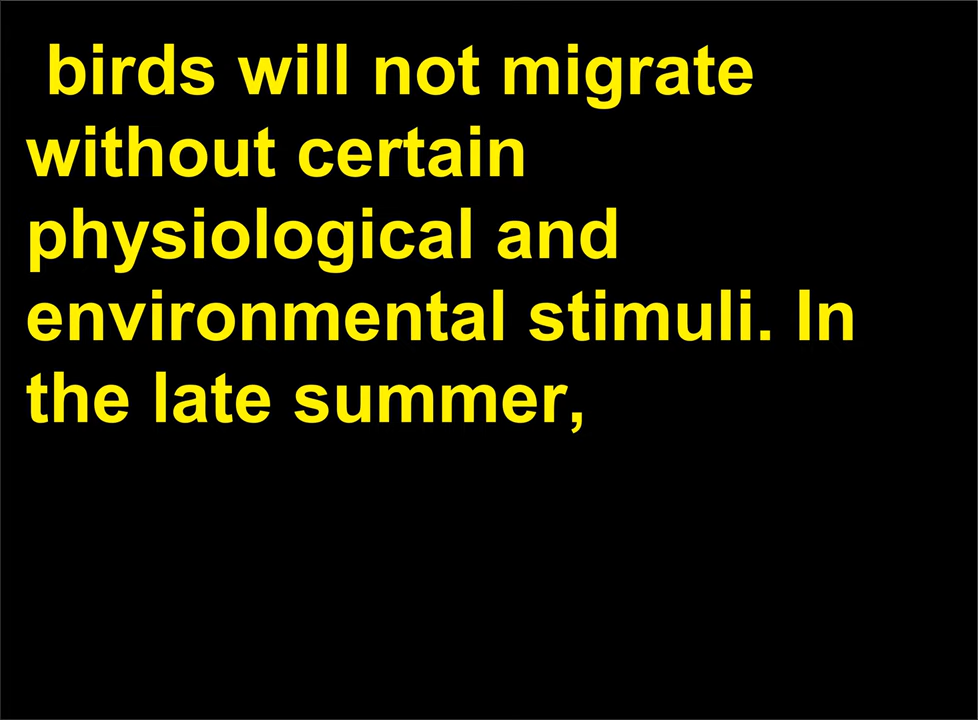 birds will not migrate
without certain
physiological and
environmental stimuli. In
the late summer,